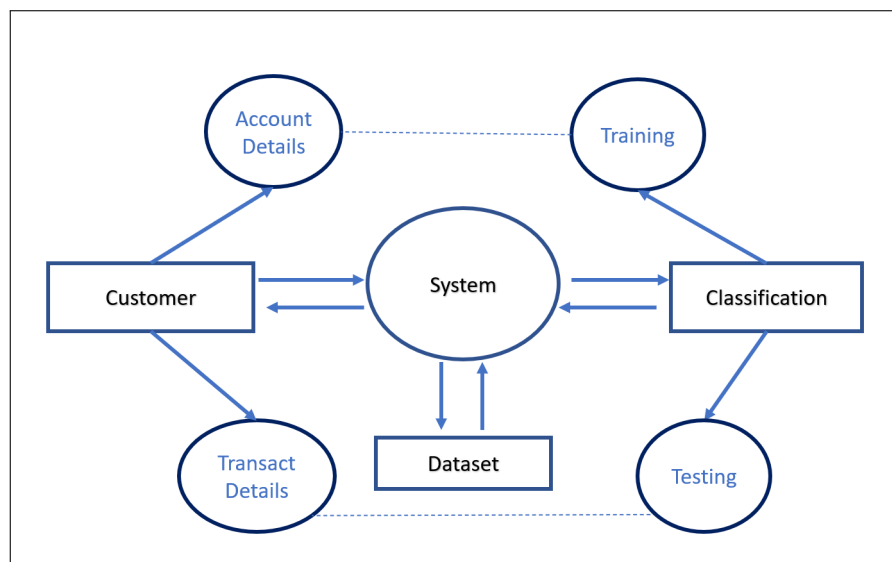 Account
Details
Training
Customer
System
Classification
Transact
Details
Dataset
Testing